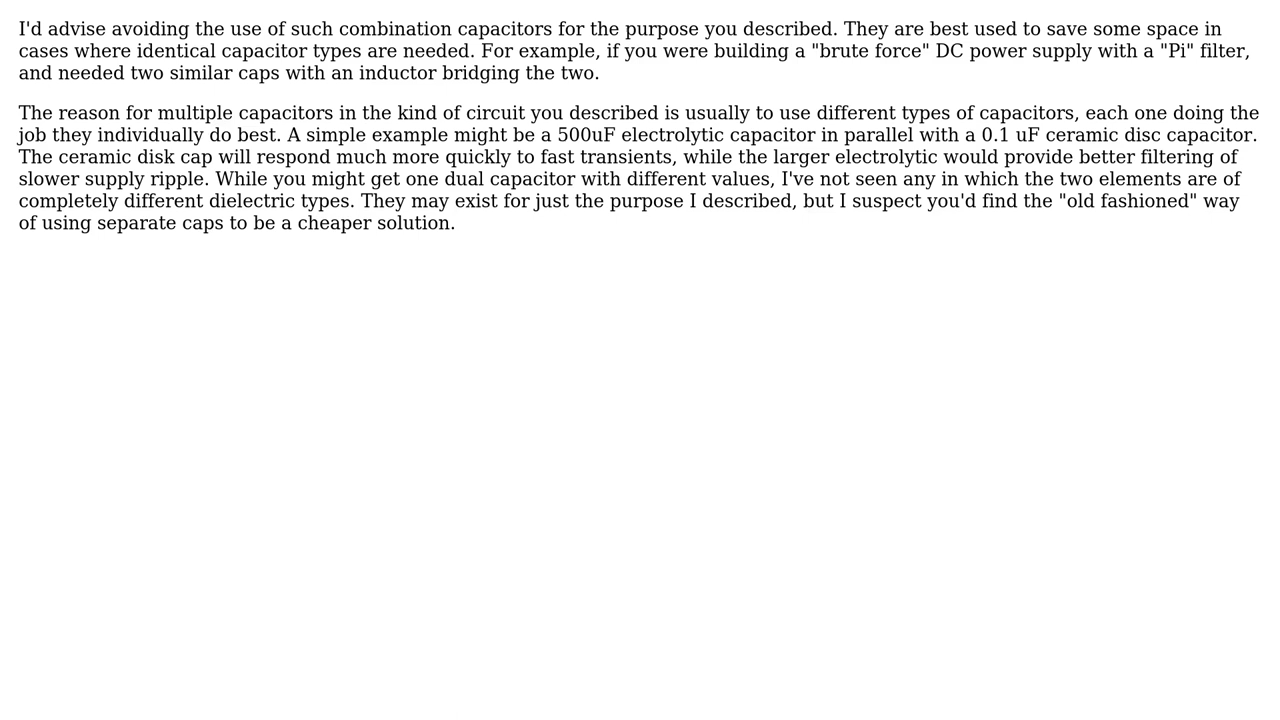 I'd advise avoiding the use of such combination capacitors for the purpose you described. They are best used to save some space in
cases where identical capacitor types are needed. For example, if you were building a "brute force" DC power supply with a "Pi" filter,
and needed two similar caps with an inductor bridging the two.
The reason for multiple capacitors in the kind of circuit you described is usually to use different types of capacitors, each one doing the
job they individually do best. A simple example might be a 500uF electrolytic capacitor in parallel with a 0.1 uF ceramic disc capacitor.
The ceramic disk cap will respond much more quickly to fast transients, while the larger electrolytic would provide better filtering of
slower supply ripple. While you might get one dual capacitor with different values, I've not seen any in which the two elements are of
completely different dielectric types. They may exist for just the purpose I described, but I suspect you'd find the "old fashioned" way
of using separate caps to be a cheaper solution.